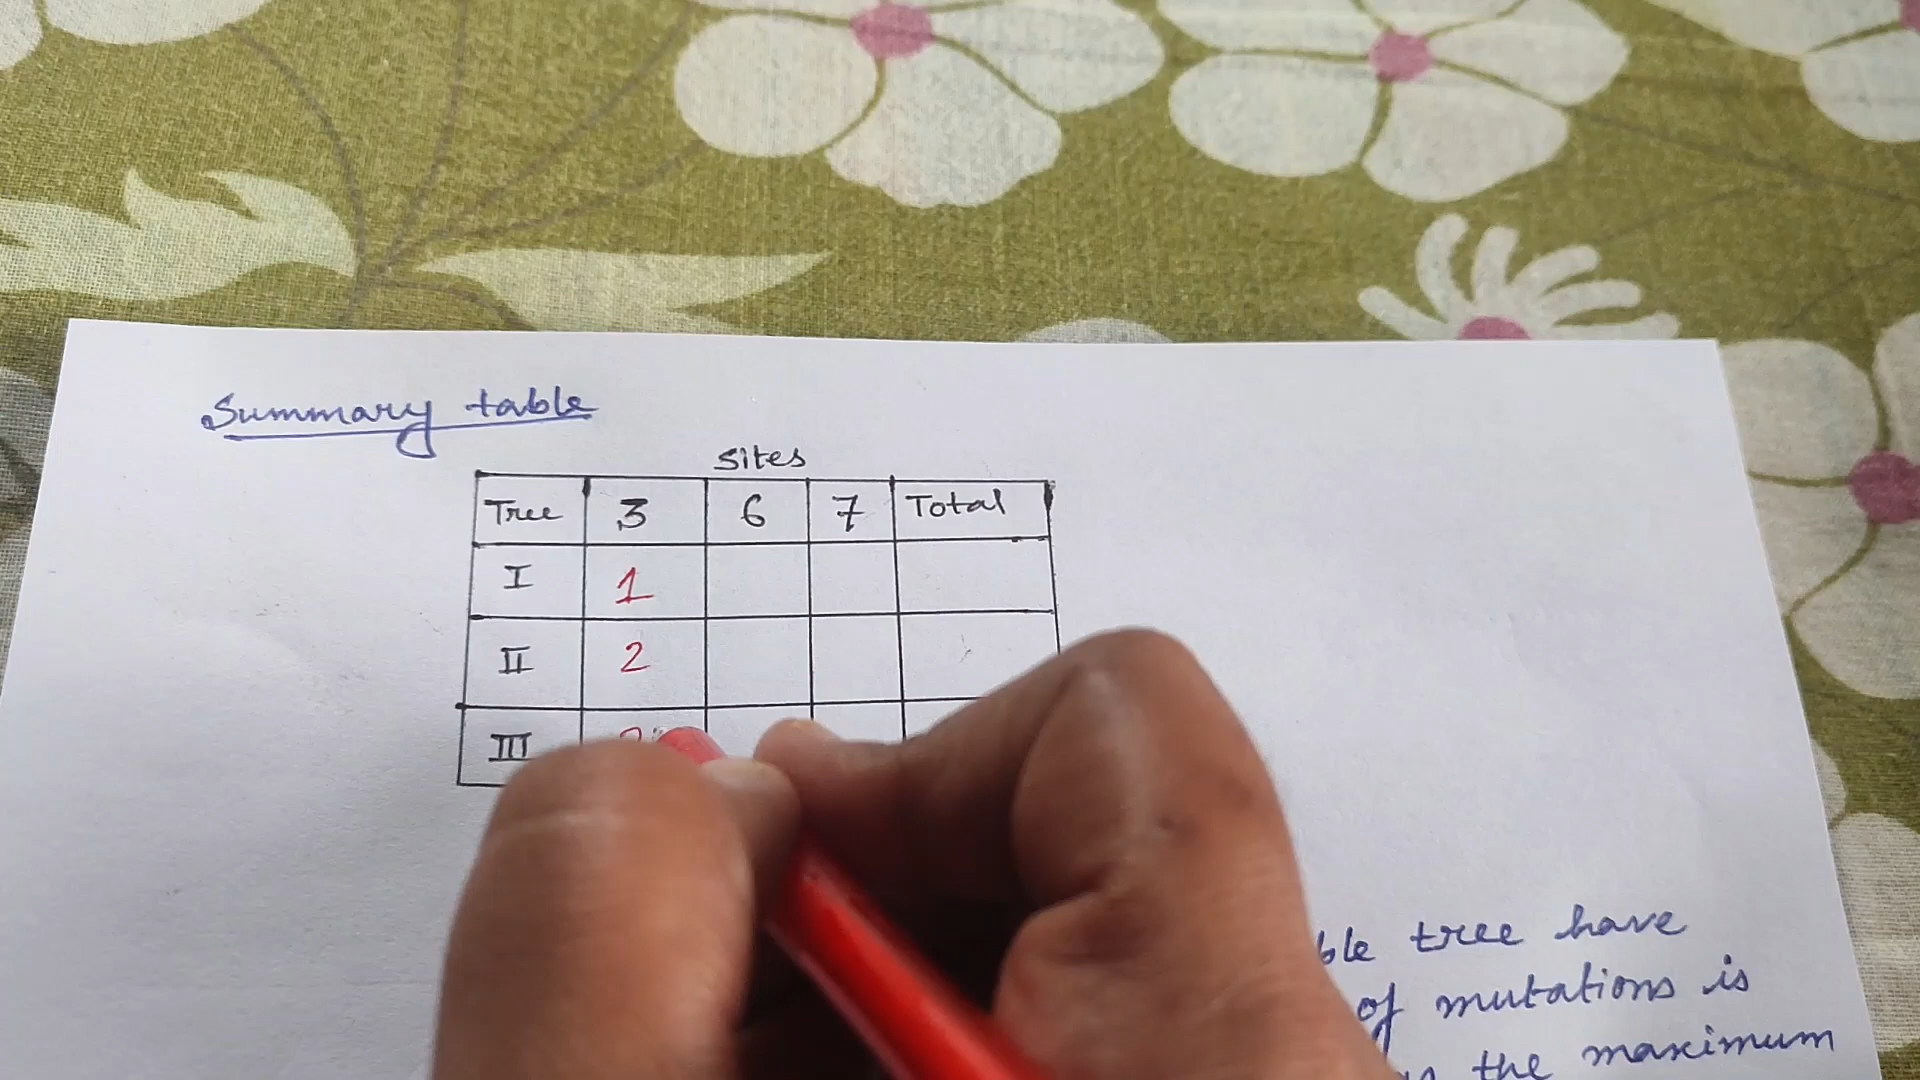 Summary table
Sites
Tree 3 6 7 Total
I 1
II 2
III
tree have
of mutations is
the maximum